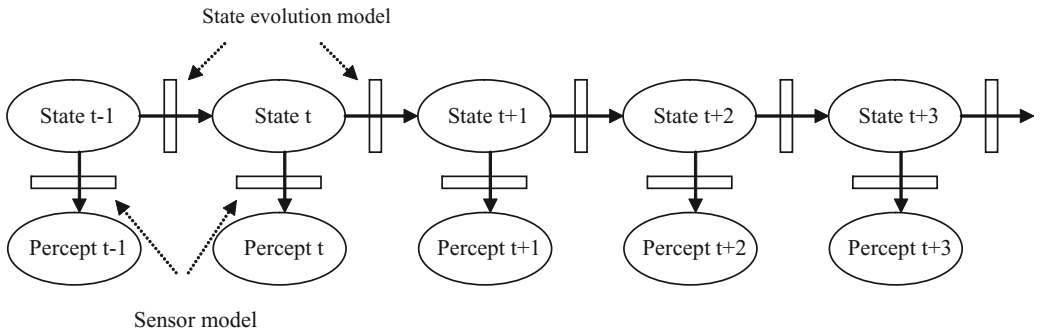 State evolution model
State t-1
State t
State t+1
State t+2
State t+3
Percept t-1
Percept t
Percept t+1
Percept t+2
Percept t+3
Sensor model